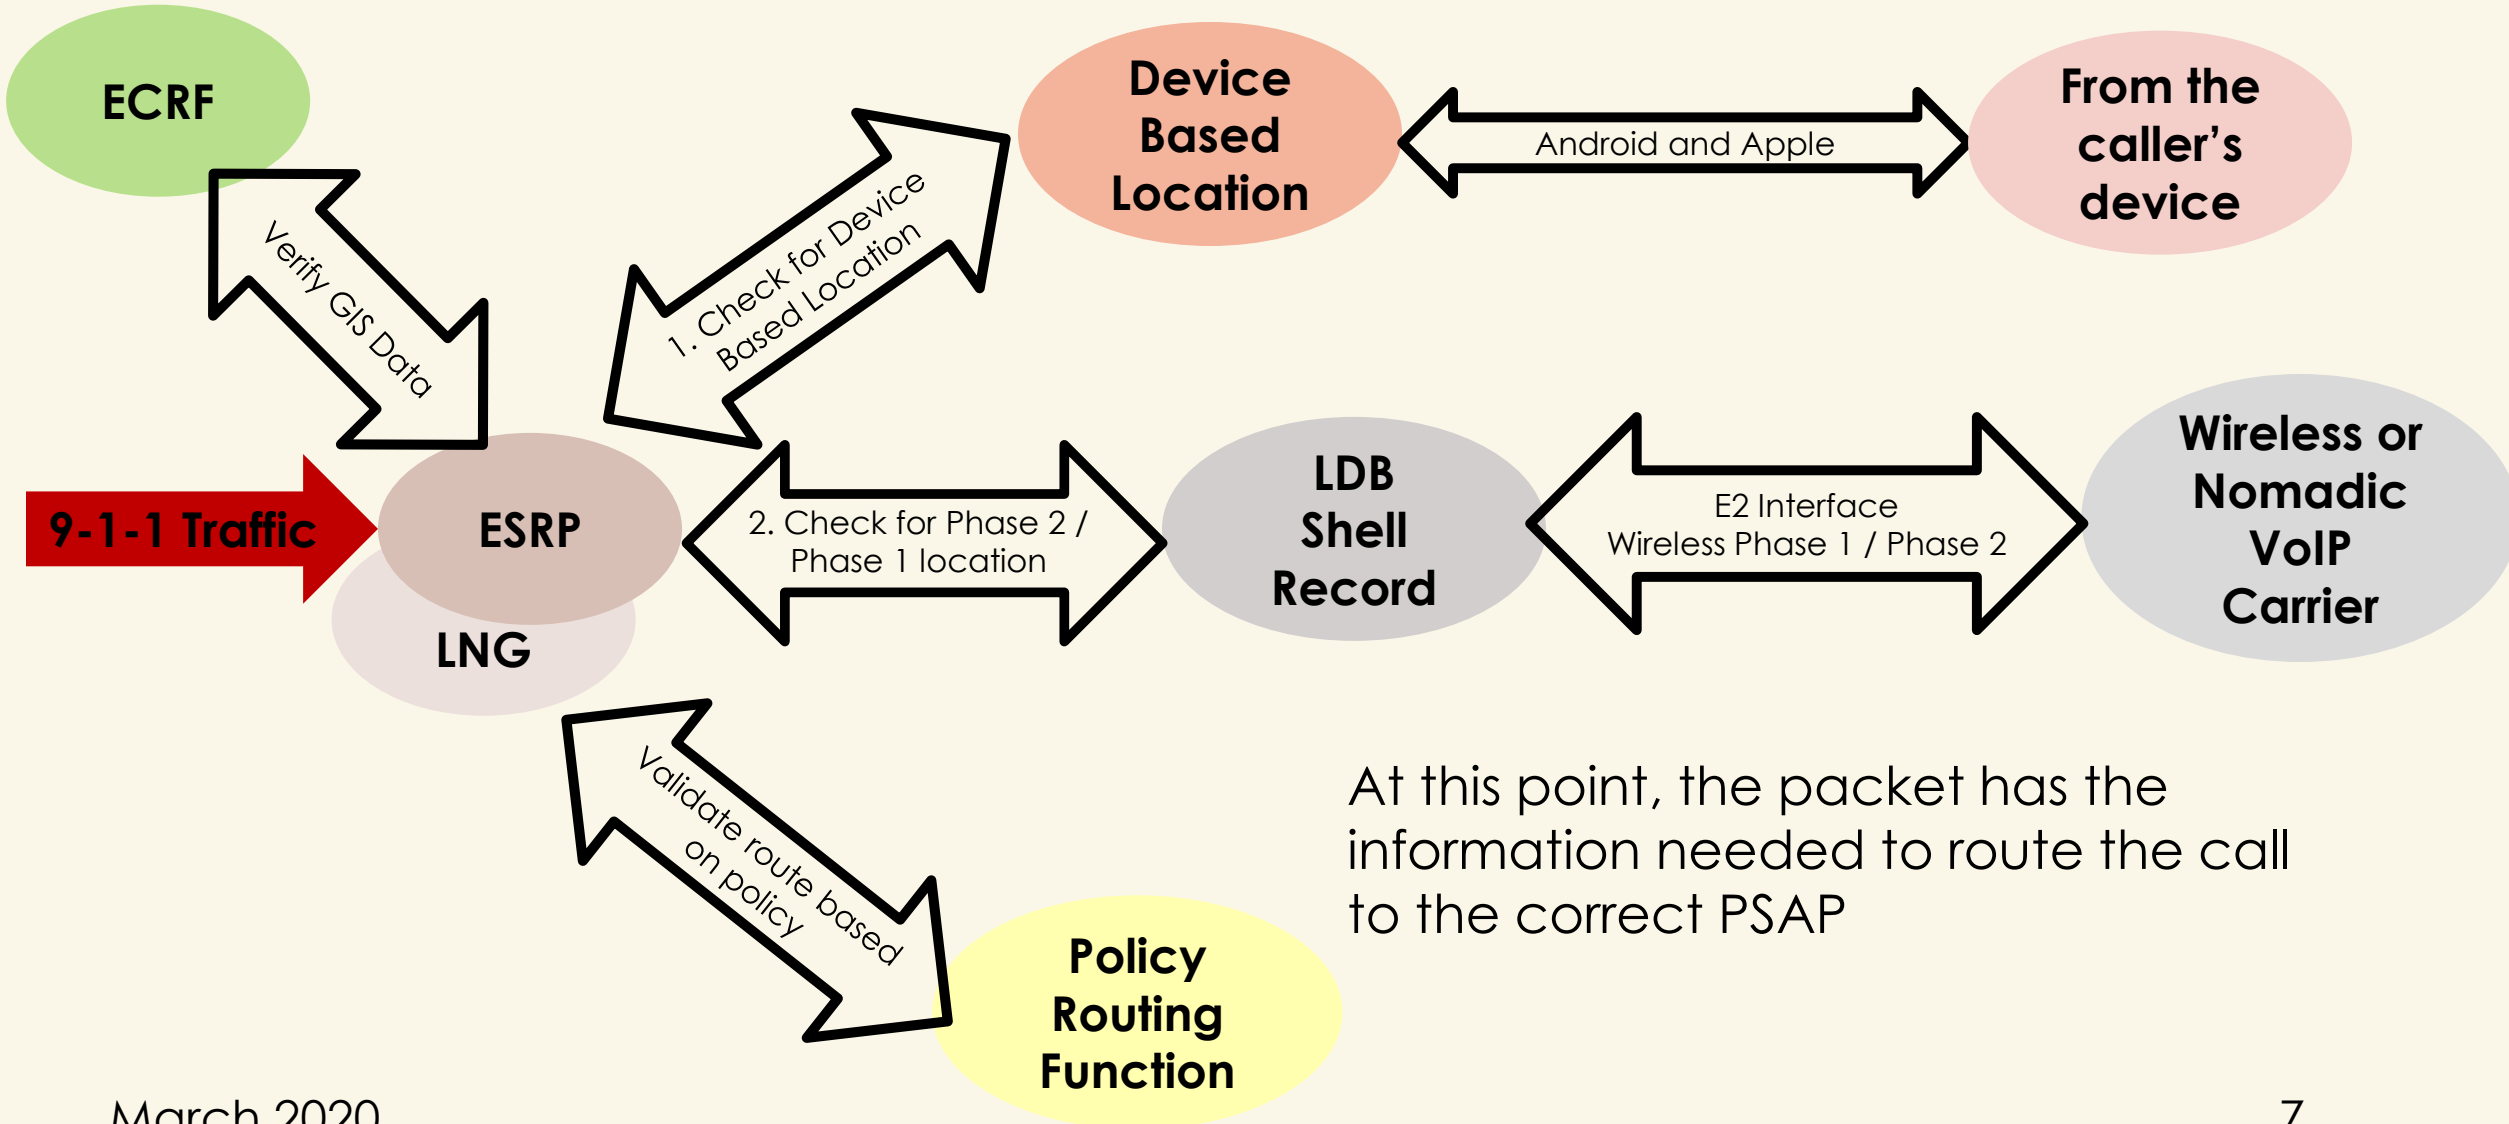 ECRF
Verify GIS Data
1. Check for Device
Based Location
Device
Based
Location
Android and Apple
From the
caller’s
device
9-1-1 Traffic
ESRP
LNG
2. Check for Phase 2 /
Phase 1 location
LDB
Shell
Record
E2 Interface
Wireless Phase 1 / Phase 2
Wireless or
Nomadic
VoIP
Carrier
Validate route based
on policy
Policy
Routing
Function
At this point, the packet has the
information needed to route the call
to the correct PSAP
March 2020
7